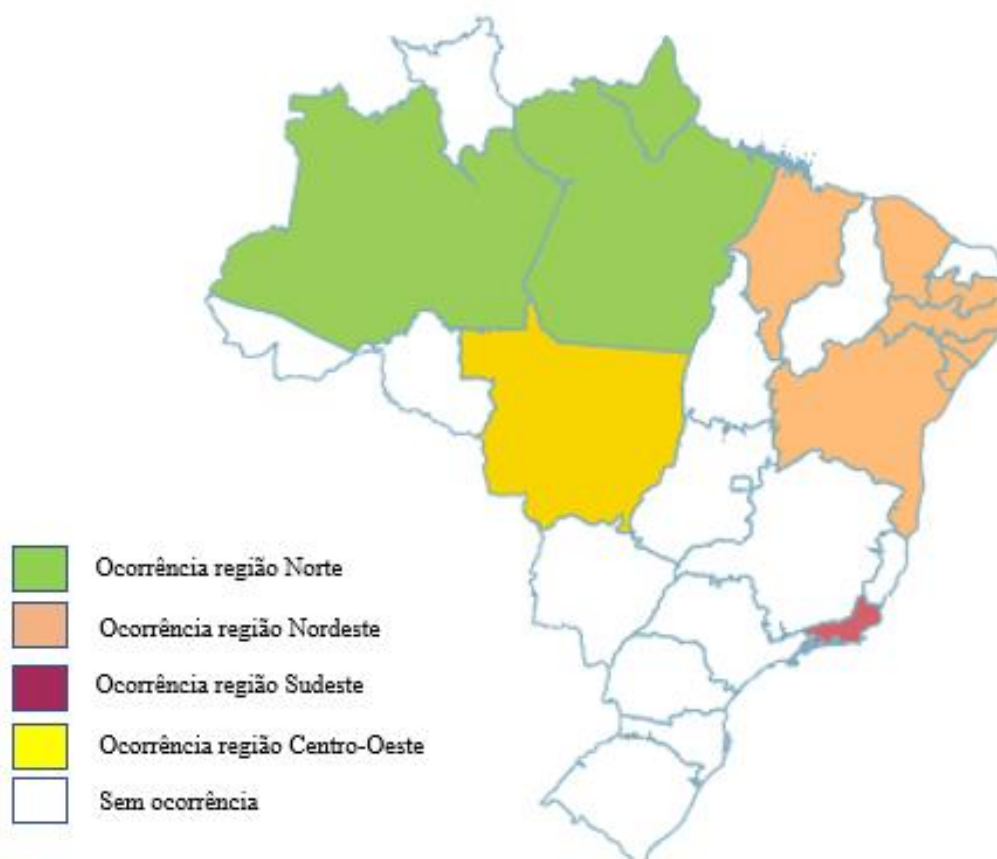 Ocorrência região Norte
Ocorrência região Nordeste
Ocorrência região Sudeste
Ocorrência região Centro-Oeste
Sem ocorrência